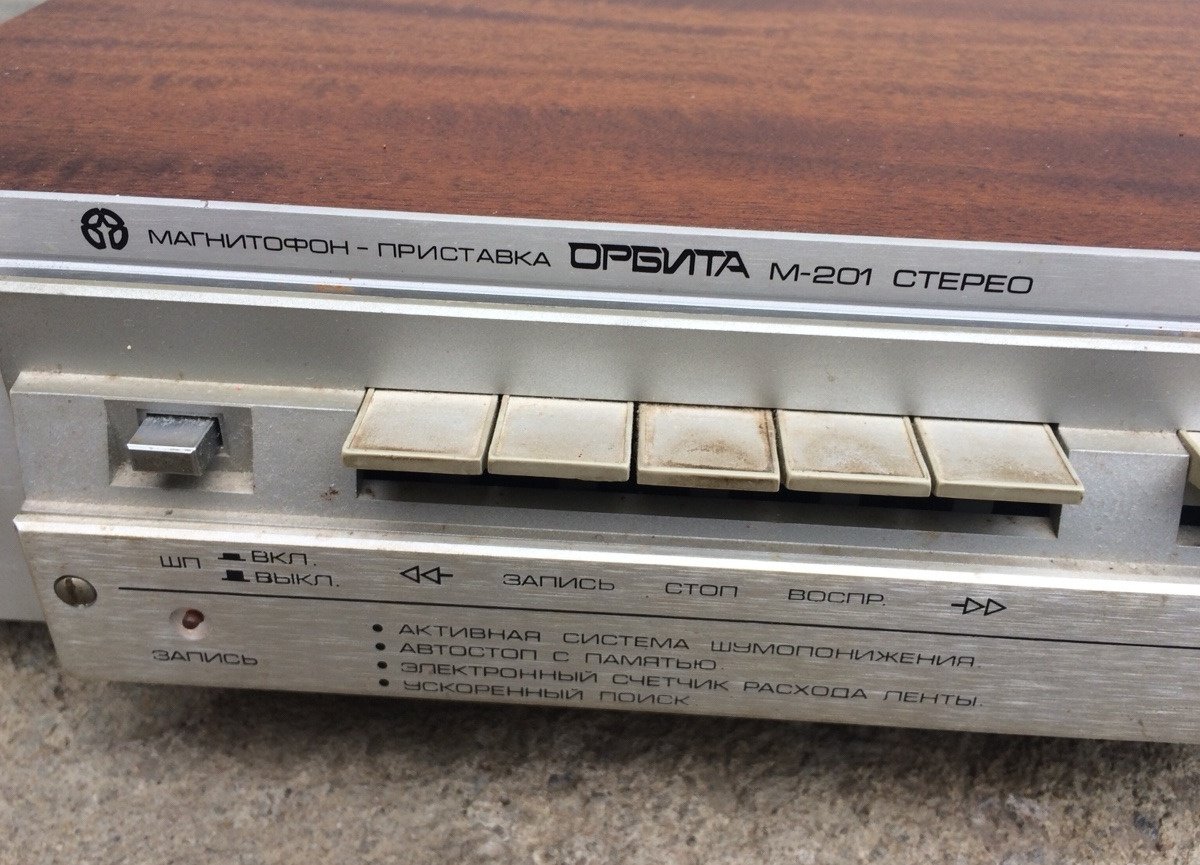 МАГНИТОФОН - ПРИСТАВКА ОРБИТА М-201 СТЕРЕО
ШП ВКЛ.
ВЫКЛ.
ЗАПИСЬ СТОП ВОСПР.
ЗАПИСЬ
• АКТИВНАЯ СИСТЕМА ШУМОПОНИЖЕНИЯ.
• АВТОСТОП С ПАМЯТЬЮ.
• ЭЛЕКТРОННЫЙ СЧЕТЧИК РАСХОДА ЛЕНТЫ.
• УСКОРЕННЫЙ ПОИСК